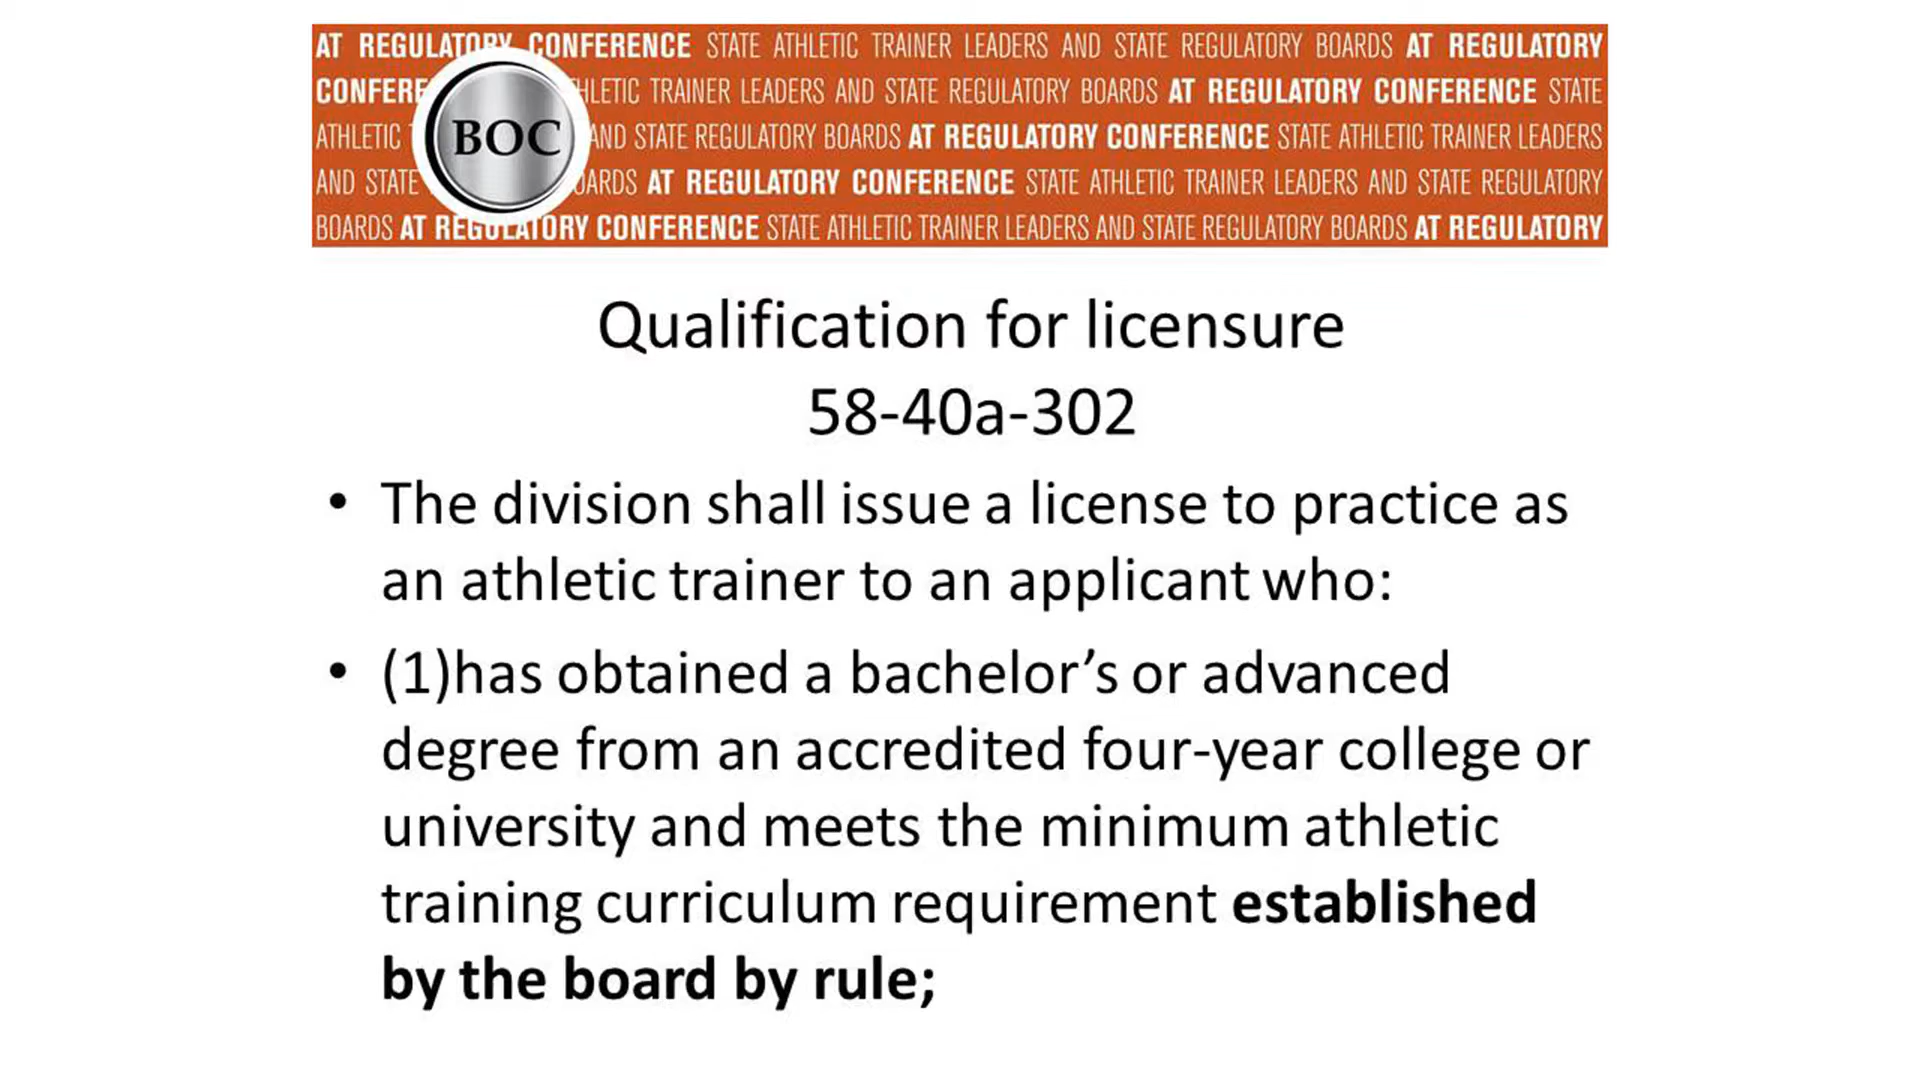 AT REGULATORY CONFERENCE STATE ATHLETIC TRAINER LEADERS AND STATE REGULATORY BOARDS AT REGULATORY
CONFERE HLETIC TRAINER LEADERS AND STATE REGULATORY BOARDS AT REGULATORY CONFERENCE STATE
ATHLETIC BOC AND STATE REGULATORY BOARDS AT REGULATORY CONFERENCE STATE ATHLETIC TRAINER LEADERS
AND STATE OARDS AT REGULATORY CONFERENCE STATE ATHLETIC TRAINER LEADERS AND STATE REGULATORY
BOARDS AT REGULATORY CONFERENCE STATE ATHLETIC TRAINER LEADERS AND STATE REGULATORY BOARDS AT REGULATORY
Qualification for licensure
58-40a-302
• The division shall issue a license to practice as
an athletic trainer to an applicant who:
• (1)has obtained a bachelor’s or advanced
degree from an accredited four-year college or
university and meets the minimum athletic
training curriculum requirement established
by the board by rule;